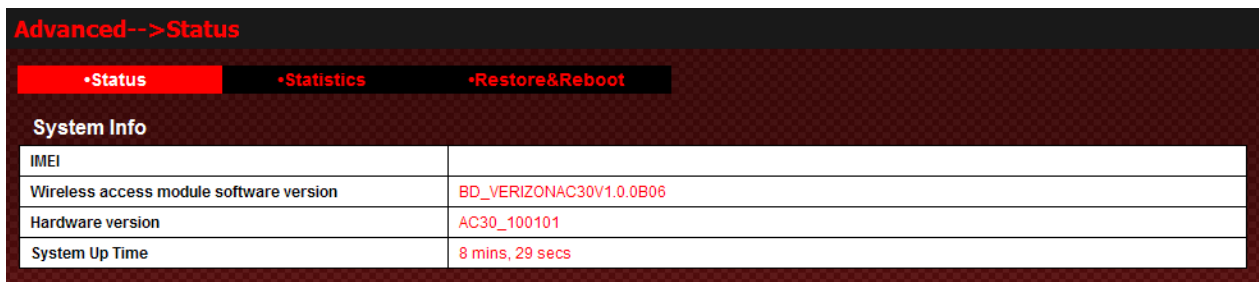 Advanced-->Status
•Status •Statistics •Restore&Reboot
System Info
IMEI
Wireless access module software version BD_VERIZONAC30V1.0.0B06
Hardware version AC30_100101
System Up Time 8 mins, 29 secs